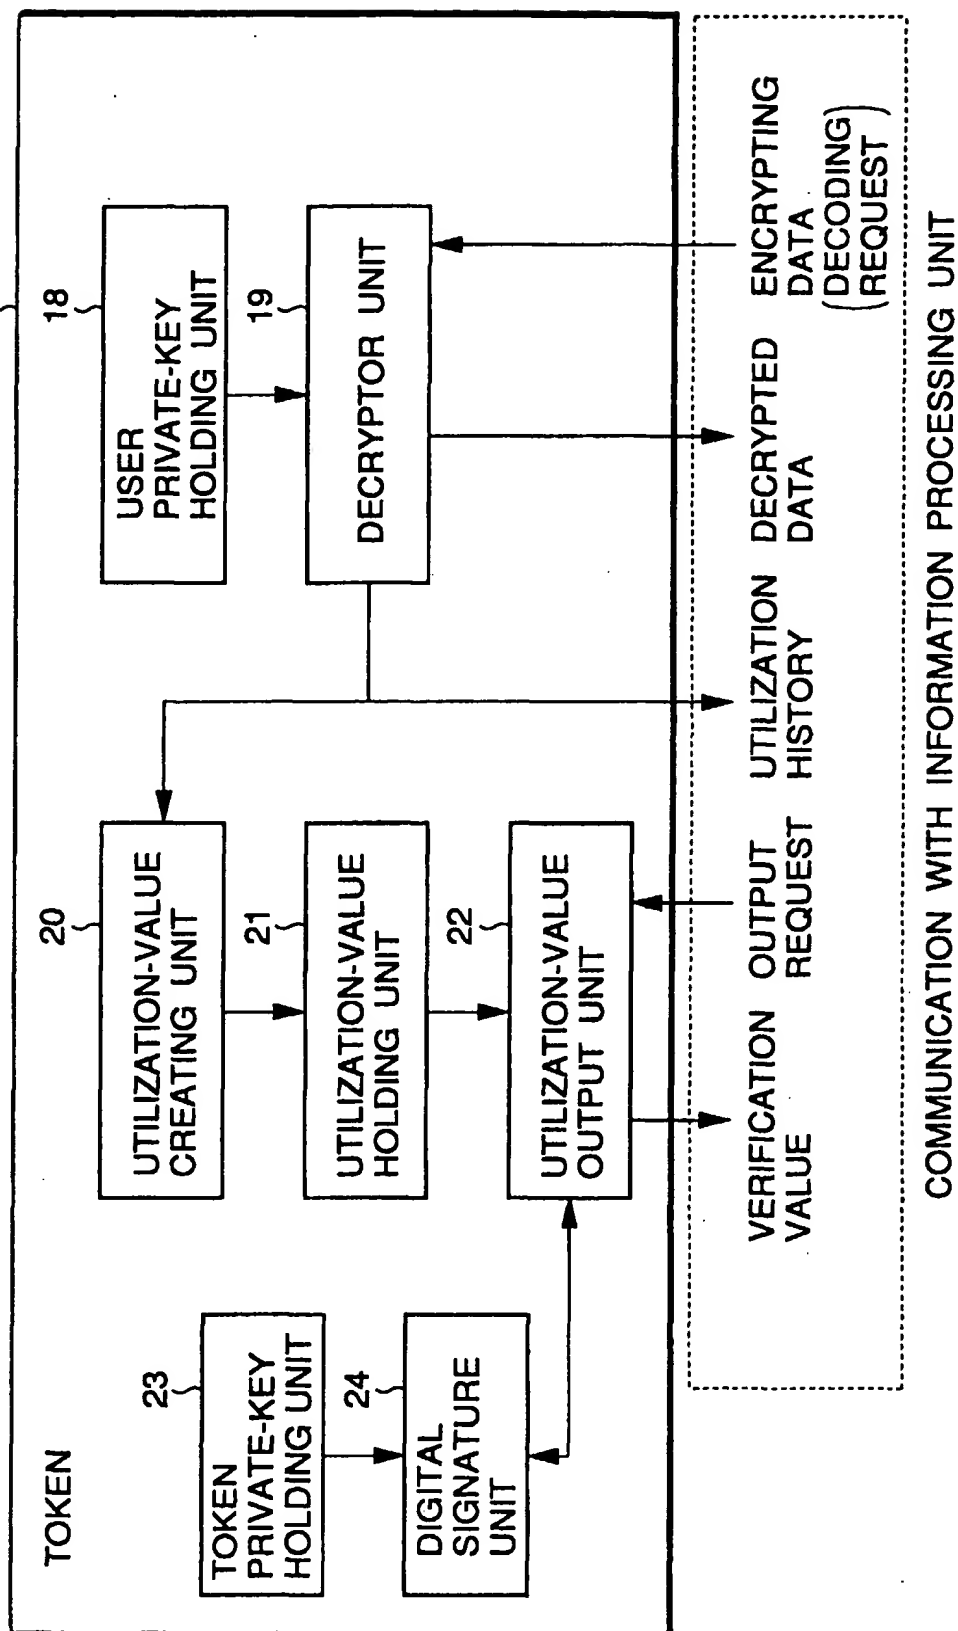 TOKEN
23
TOKEN
PRIVATE-KEY
HOLDING UNIT
24
DIGITAL
SIGNATURE
UNIT
20
UTILIZATION-VALUE
CREATING UNIT
21
UTILIZATION-VALUE
HOLDING UNIT
22
UTILIZATION-VALUE
OUTPUT UNIT
18
USER
PRIVATE-KEY
HOLDING UNIT
19
DECRYPTOR UNIT
VERIFICATION
VALUE
OUTPUT
REQUEST
UTILIZATION
HISTORY
DECRYPTED
DATA
ENCRYPTING
DATA
(DECODING
REQUEST)
COMMUNICATION WITH INFORMATION PROCESSING UNIT